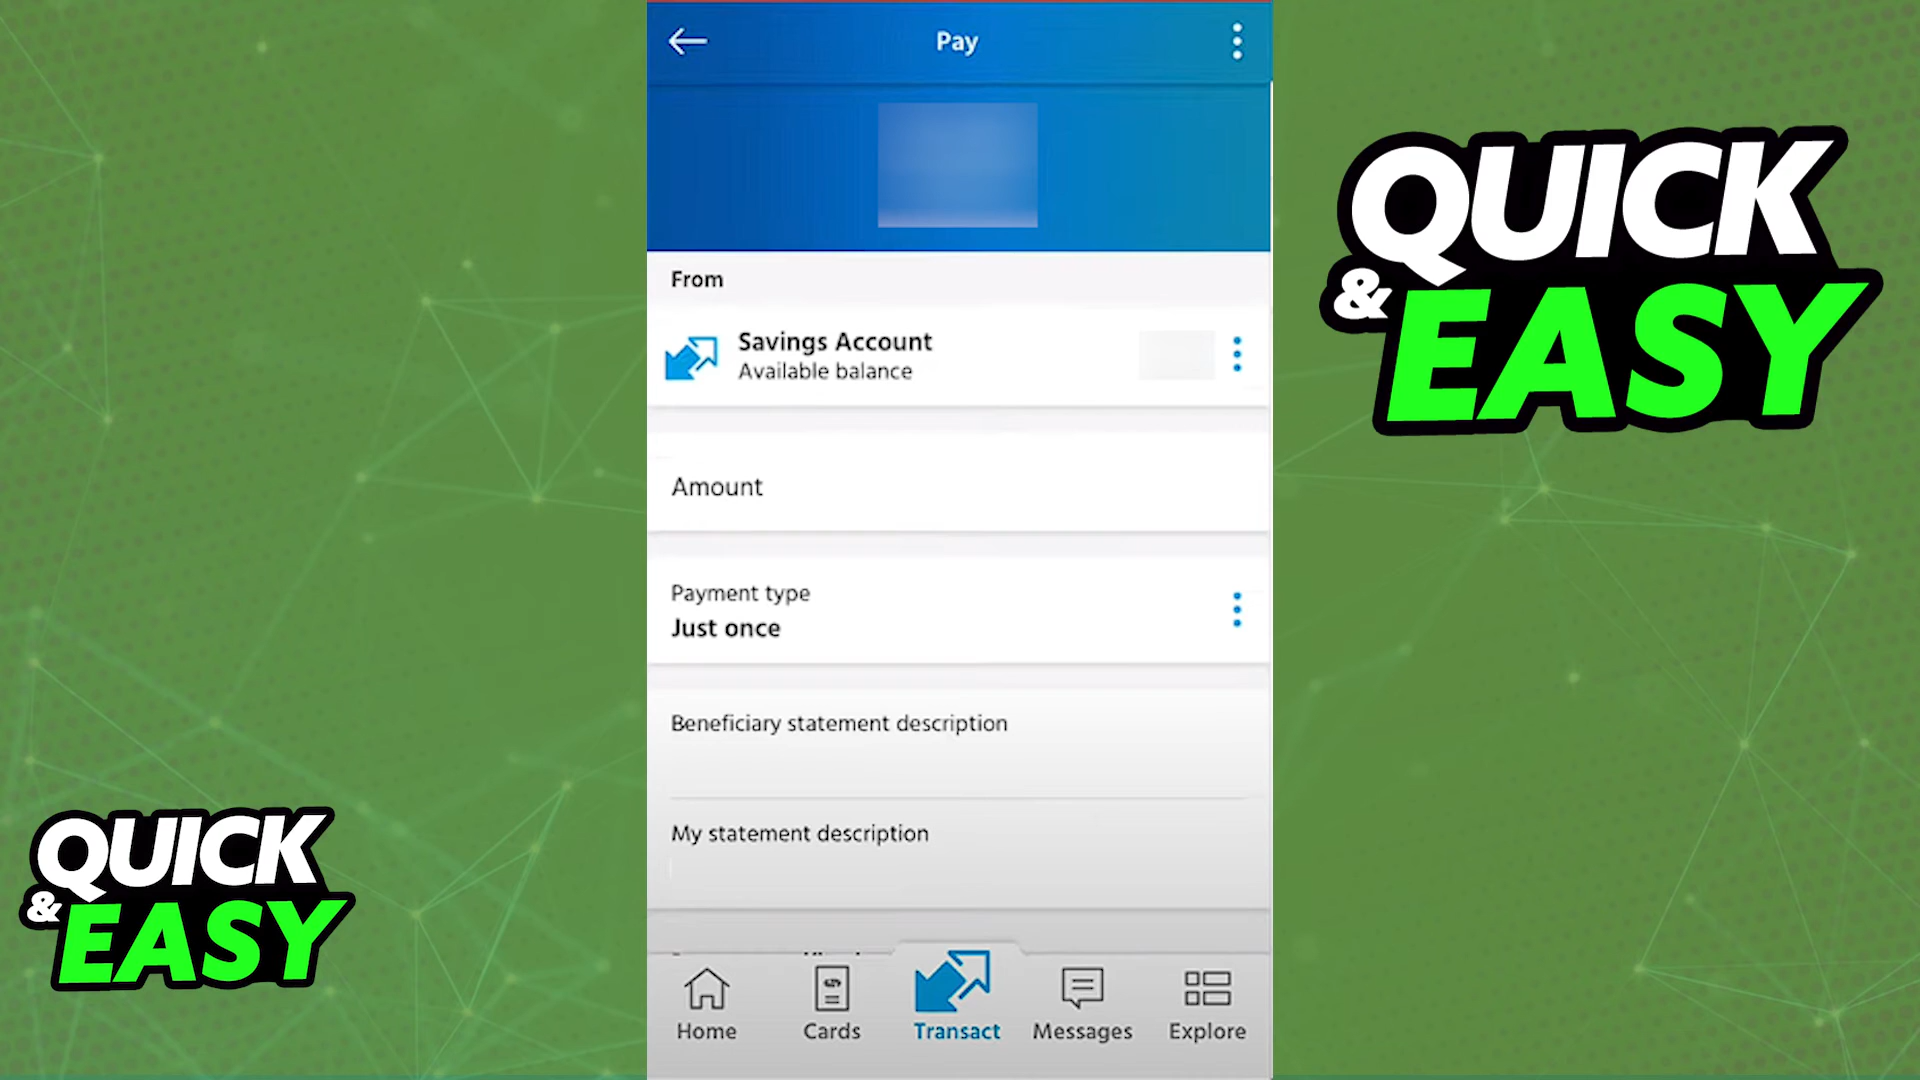 Pay
From
Savings Account
Available balance
Amount
Payment type
Just once
Beneficiary statement description
My statement description
Home
Cards
Transact
Messages
Explore
QUICK
& EASY
QUICK
& EASY